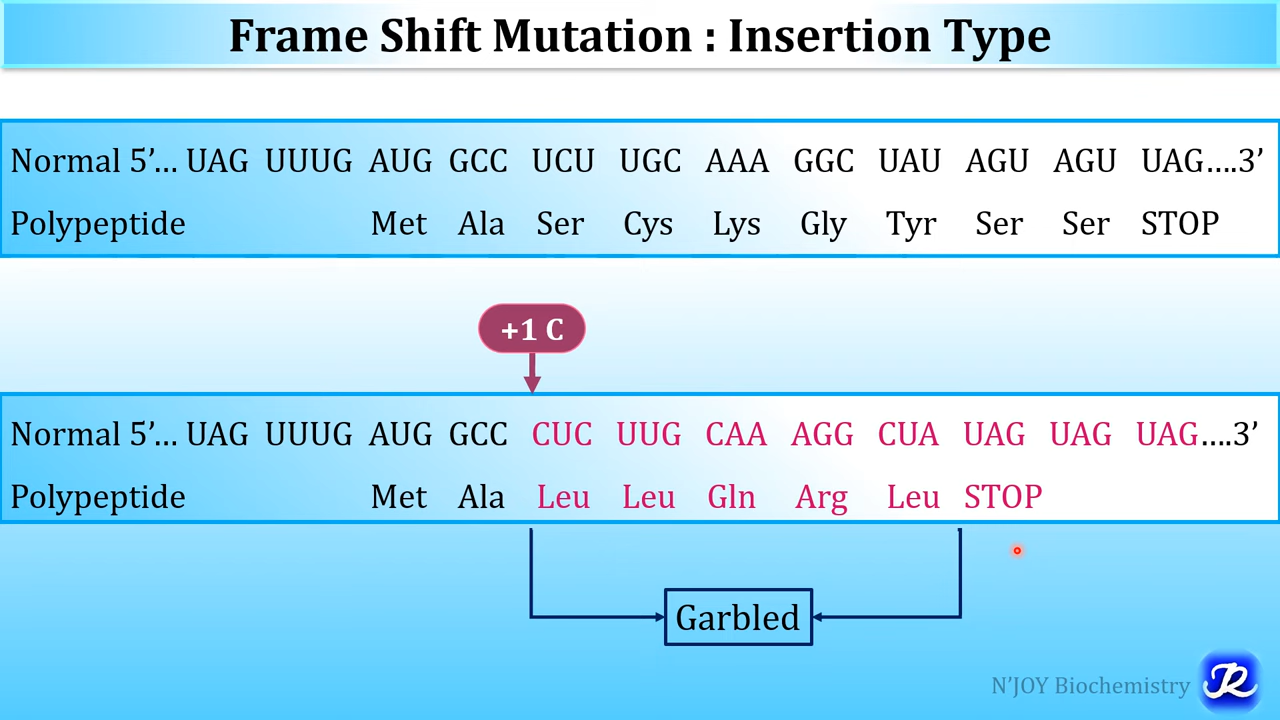 Frame Shift Mutation : Insertion Type
Normal 5’... UAG UUUG AUG GCC UCU UGC AAA GGC UAU AGU AGU UAG....3’
Polypeptide Met Ala Ser Cys Lys Gly Tyr Ser Ser STOP
+1 C
Normal 5’... UAG UUUG AUG GCC CUC UUG CAA AGG CUA UAG UAG UAG....3’
Polypeptide Met Ala Leu Leu Gln Arg Leu STOP
Garbled
N’JOY Biochemistry